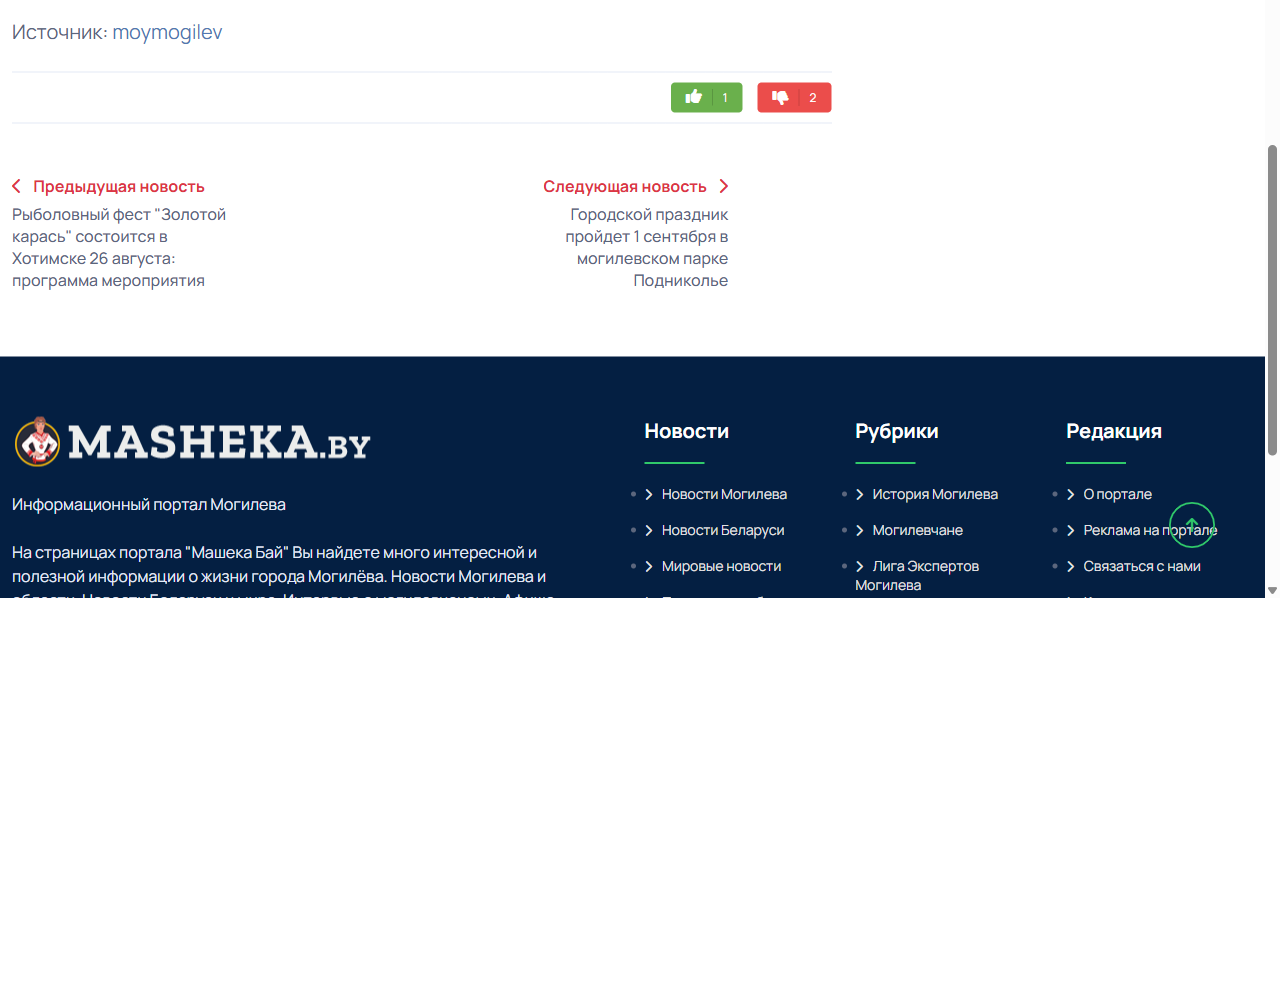 Источник: moymogilev
1
2
Предыдущая новость
Рыболовный фест "Золотой
карась" состоится в
Хотимске 26 августа:
программа мероприятия
Следующая новость
Городской праздник
пройдет 1 сентября в
могилевском парке
Подниколье
MASHEKA.BY
Информационный портал Могилева
На страницах портала "Машека Бай" Вы найдете много интересной и
полезной информации о жизни города Могилёва. Новости Могилева и
Новости
Новости Могилева
Новости Беларуси
Мировые новости
Рубрики
История Могилева
Могилевчане
Лига Экспертов
Могилева
Редакция
О портале
Реклама на портале
Связаться с нами